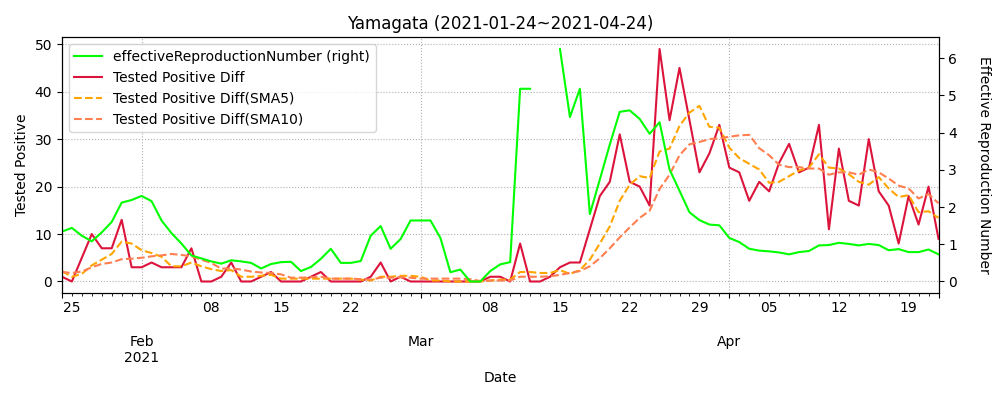 Yamagata (2021-01-24~2021-04-24)
effectiveReproductionNumber (right)
Tested Positive Diff
Tested Positive Diff(SMA5)
Tested Positive Diff(SMA10)
Tested Positive
50
40
30
20
10
0
Effective Reproduction Number
6
5
4
3
2
1
0
25 08 15 22 08 15 22 29 05 12 19
Feb Mar Apr
2021
Date